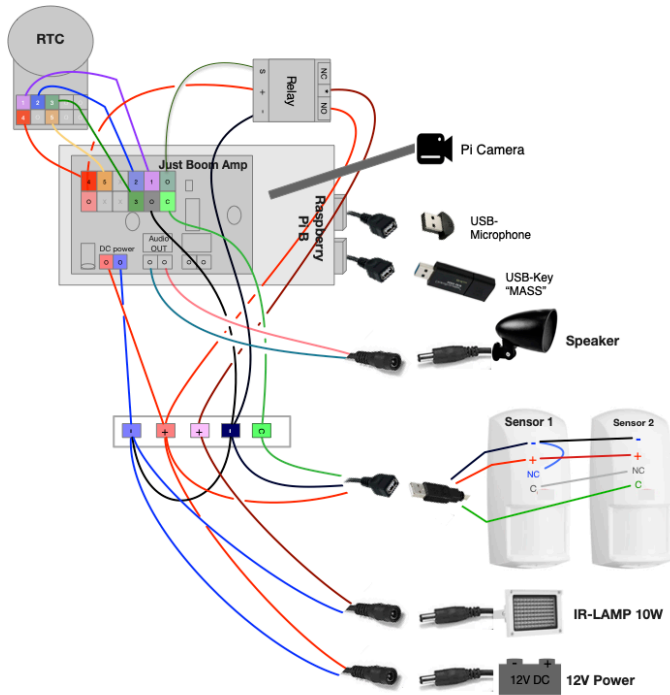 RTC
1 2 3
4 5
S + -
Relay
NC • NO
Just Boom Amp
4 5 2 1 O
O 3 O C
DC power
Audio
OUT
Raspberry
PI B
Pi Camera
USB-
Microphone
USB-Key
“MASS”
Speaker
- + + - C
Sensor 1
-
+
NC
C
Sensor 2
-
+
NC
C
IR-LAMP 10W
- +
12V DC
12V Power